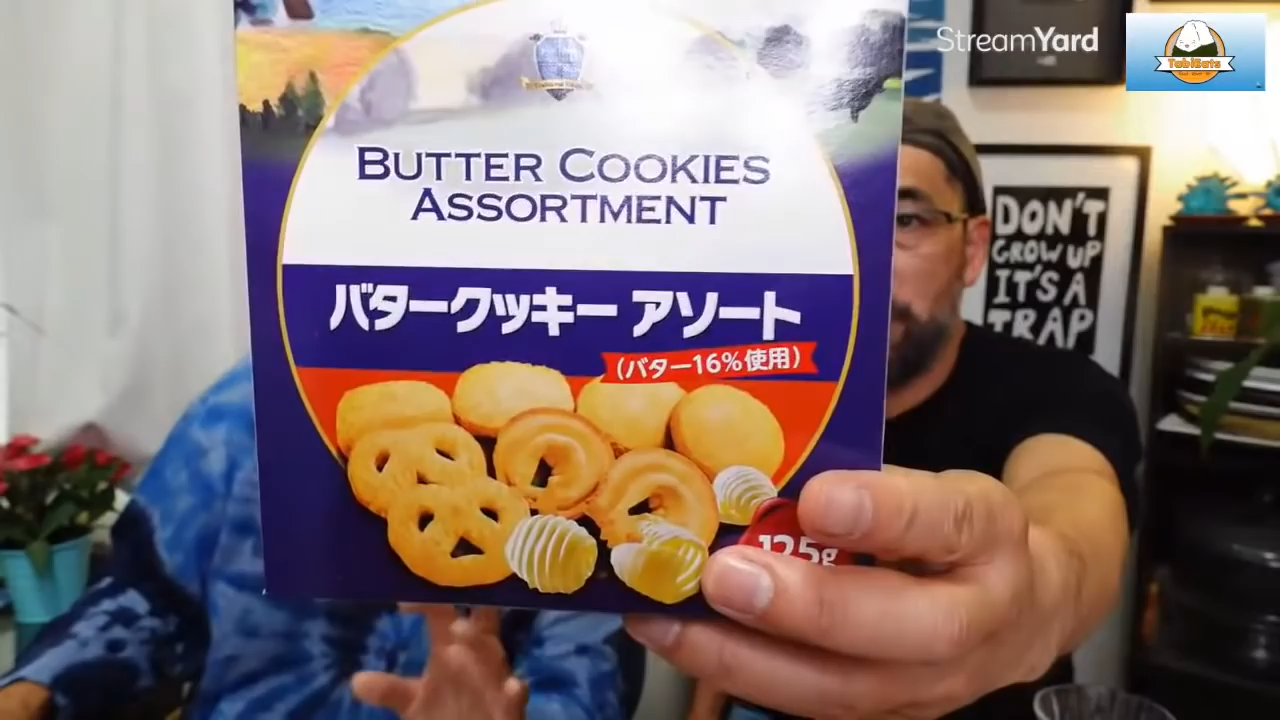 StreamYard
TabiEats
BUTTER COOKIES
ASSORTMENT
バタークッキー アソート
(バター16%使用)
125g
DON'T
GROW UP
IT'S A
TRAP